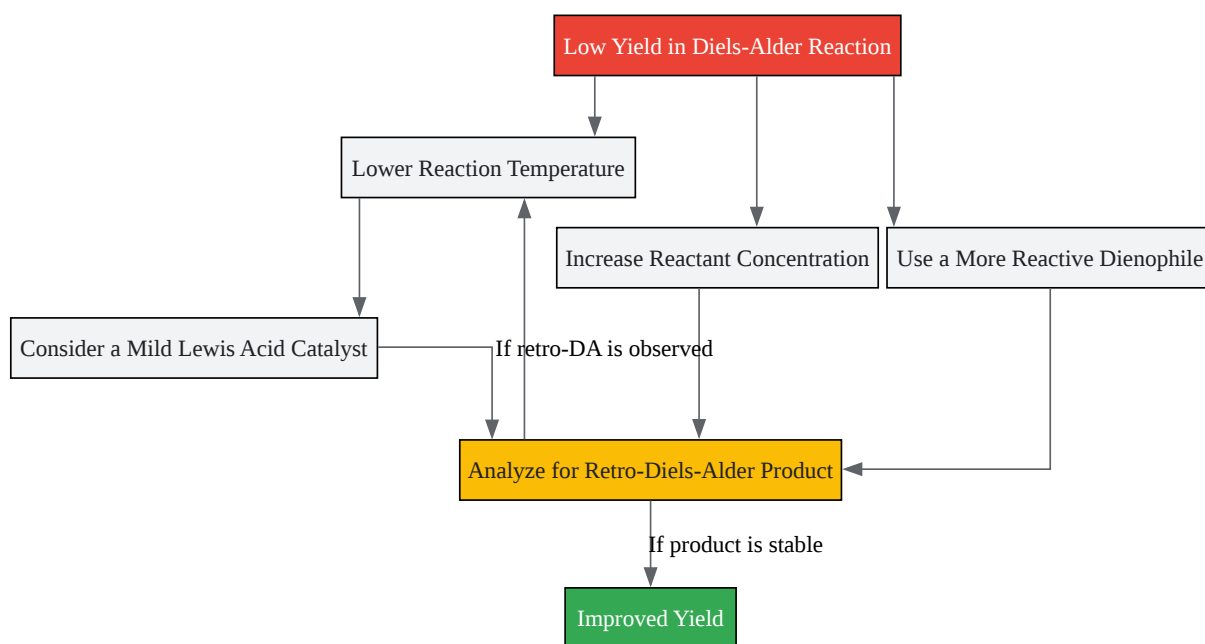 Low Yield in Diels-Alder Reaction
Lower Reaction Temperature
Increase Reactant Concentration
Use a More Reactive Dienophile
Consider a Mild Lewis Acid Catalyst
If retro-DA is observed
Analyze for Retro-Diels-Alder Product
If product is stable
Improved Yield